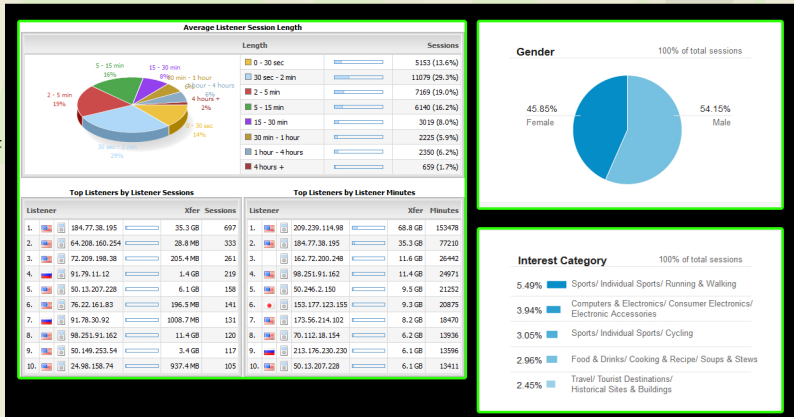 Average Listener Session Length
Length Sessions
0 - 30 sec 5153 (13.6%)
30 sec - 2 min 11079 (29.3%)
2 - 5 min 7169 (19.0%)
5 - 15 min 6140 (16.2%)
15 - 30 min 3019 (8.0%)
30 min - 1 hour 2225 (5.9%)
1 hour - 4 hours 2350 (6.2%)
4 hours + 659 (1.7%)
5 - 15 min
16%
15 - 30 min
8%
30 min - 1 hour
1 hour - 4 hours
6%
4 hours +
2%
2 - 5 min
19%
0 - 30 sec
14%
30 sec - 2 min
29%
Top Listeners by Listener Sessions
Listener Xfer Sessions
1. 184.77.38.195 35.3 GB 697
2. 64.208.160.254 28.8 MB 333
3. 72.209.198.38 205.4 MB 261
4. 91.79.11.12 1.4 GB 219
5. 50.13.207.228 6.1 GB 158
6. 76.22.161.83 196.5 MB 141
7. 91.78.30.92 1008.7 MB 131
8. 98.251.91.162 11.4 GB 120
9. 50.149.253.54 3.4 GB 117
10. 24.98.158.74 937.4 MB 105
Top Listeners by Listener Minutes
Listener Xfer Minutes
1. 209.239.114.98 68.8 GB 153478
2. 184.77.38.195 35.3 GB 77210
3. 162.72.200.248 11.6 GB 26442
4. 98.251.91.162 11.4 GB 24971
5. 50.246.2.150 9.5 GB 21252
6. 153.177.123.155 9.3 GB 20875
7. 173.56.214.102 8.2 GB 18470
8. 70.112.18.154 6.2 GB 13936
9. 213.176.230.230 6.1 GB 13596
10. 50.13.207.228 6.1 GB 13411
Gender 100% of total sessions
45.85%
Female
54.15%
Male
Interest Category 100% of total sessions
5.49% Sports/ Individual Sports/ Running & Walking
3.94% Computers & Electronics/ Consumer Electronics/
Electronic Accessories
3.05% Sports/ Individual Sports/ Cycling
2.96% Food & Drinks/ Cooking & Recipe/ Soups & Stews
2.45% Travel/ Tourist Destinations/
Historical Sites & Buildings